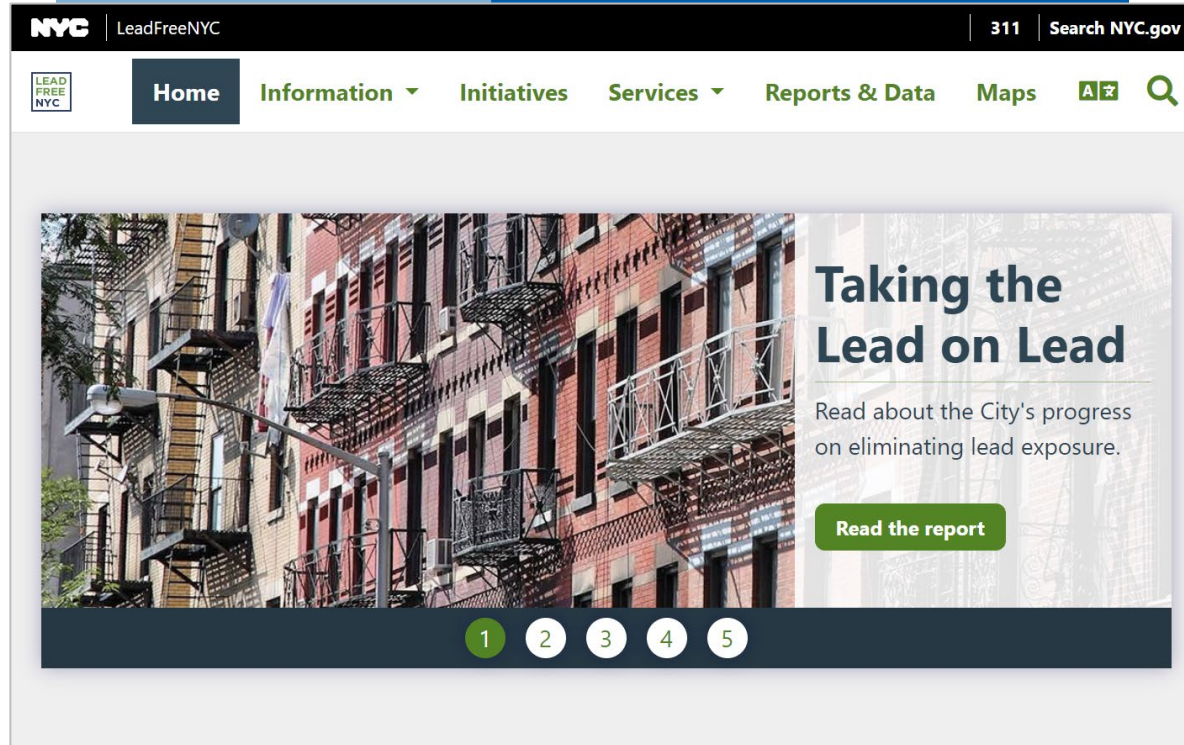 NYC LeadFreeNYC 311 Search NYC.gov
LEAD
FREE
NYC
Home Information Initiatives Services Reports & Data Maps A 文
Taking the
Lead on Lead
Read about the City's progress
on eliminating lead exposure.
Read the report
1 2 3 4 5